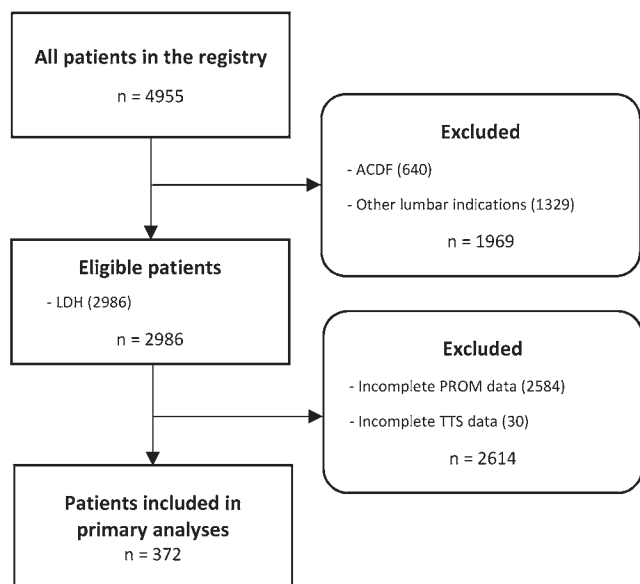 All patients in the registry
n = 4955
Excluded
- ACDF (640)
- Other lumbar indications (1329)
n = 1969
Eligible patients
- LDH (2986)
n = 2986
Excluded
- Incomplete PROM data (2584)
- Incomplete TTS data (30)
n = 2614
Patients included in
primary analyses
n = 372